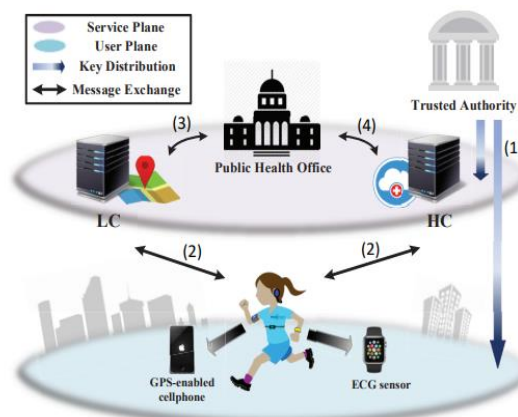 Service Plane
User Plane
Key Distribution
Message Exchange
Trusted Authority
(3)
(4)
Public Health Office
(1
LC
HC
(2)
(2)
GPS-enabled
cellphone
ECG sensor